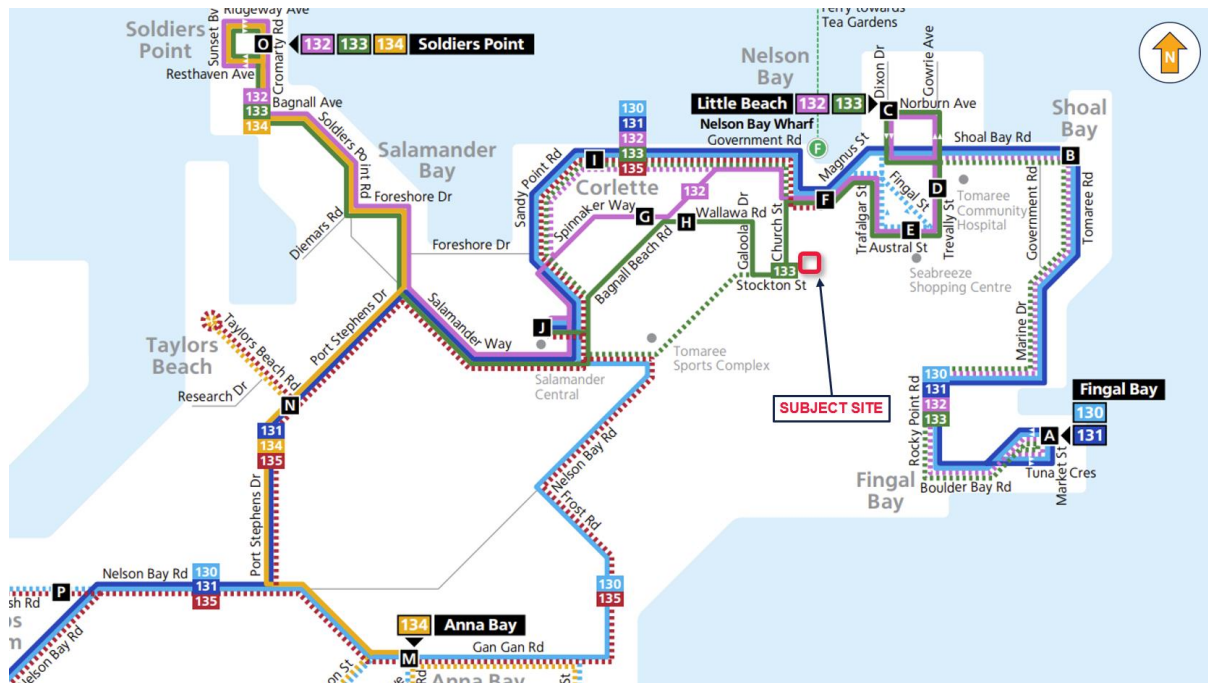 Ridgeway Ave
Sunset Bv
Cromarty Rd
Soldiers
Point
O
132 133 134 Soldiers Point
Resthaven Ave
132
133
134
Bagnall Ave
Soldiers Point Rd
Salamander
Bay
Foreshore Dr
Diemars Rd
Foreshore Dr
Ferry towards
Tea Gardens
Nelson
Bay
Little Beach 132 133
C
Dixon Dr
Gowrie Ave
Norburn Ave
Shoal
Bay
N
130
131
132
133
135
Nelson Bay Wharf
Government Rd
F
Magnus St
Shoal Bay Rd
B
I
Sandy Point Rd
Corlette
132
Spinnaker Way
G
H
Wallawa Rd
Galoola Dr
Church St
133
Stockton St
Bagnall Beach Rd
F
Trafalgar St
Fingal St
E
Austral St
D
Trevally St
Tomaree
Community
Hospital
Seabreeze
Shopping Centre
Government Rd
Tomaree Rd
Marine Dr
Port Stephens Dr
Salamander Way
J
Salamander
Central
Tomaree
Sports Complex
SUBJECT SITE
Taylors
Beach
Taylors Beach Rd
Research Dr
N
131
134
135
Port Stephens Dr
Nelson Bay Rd
Frost Rd
130
131
132
133
Rocky Point Rd
Fingal Bay
130
131
A
Tuna Cres
Market St
Boulder Bay Rd
Fingal
Bay
130
135
Nelson Bay Rd
130
131
135
P
sh Rd
Nelson Bay Rd
134 Anna Bay
M
Gan Gan Rd
Anna Bay
on St
Rd
St